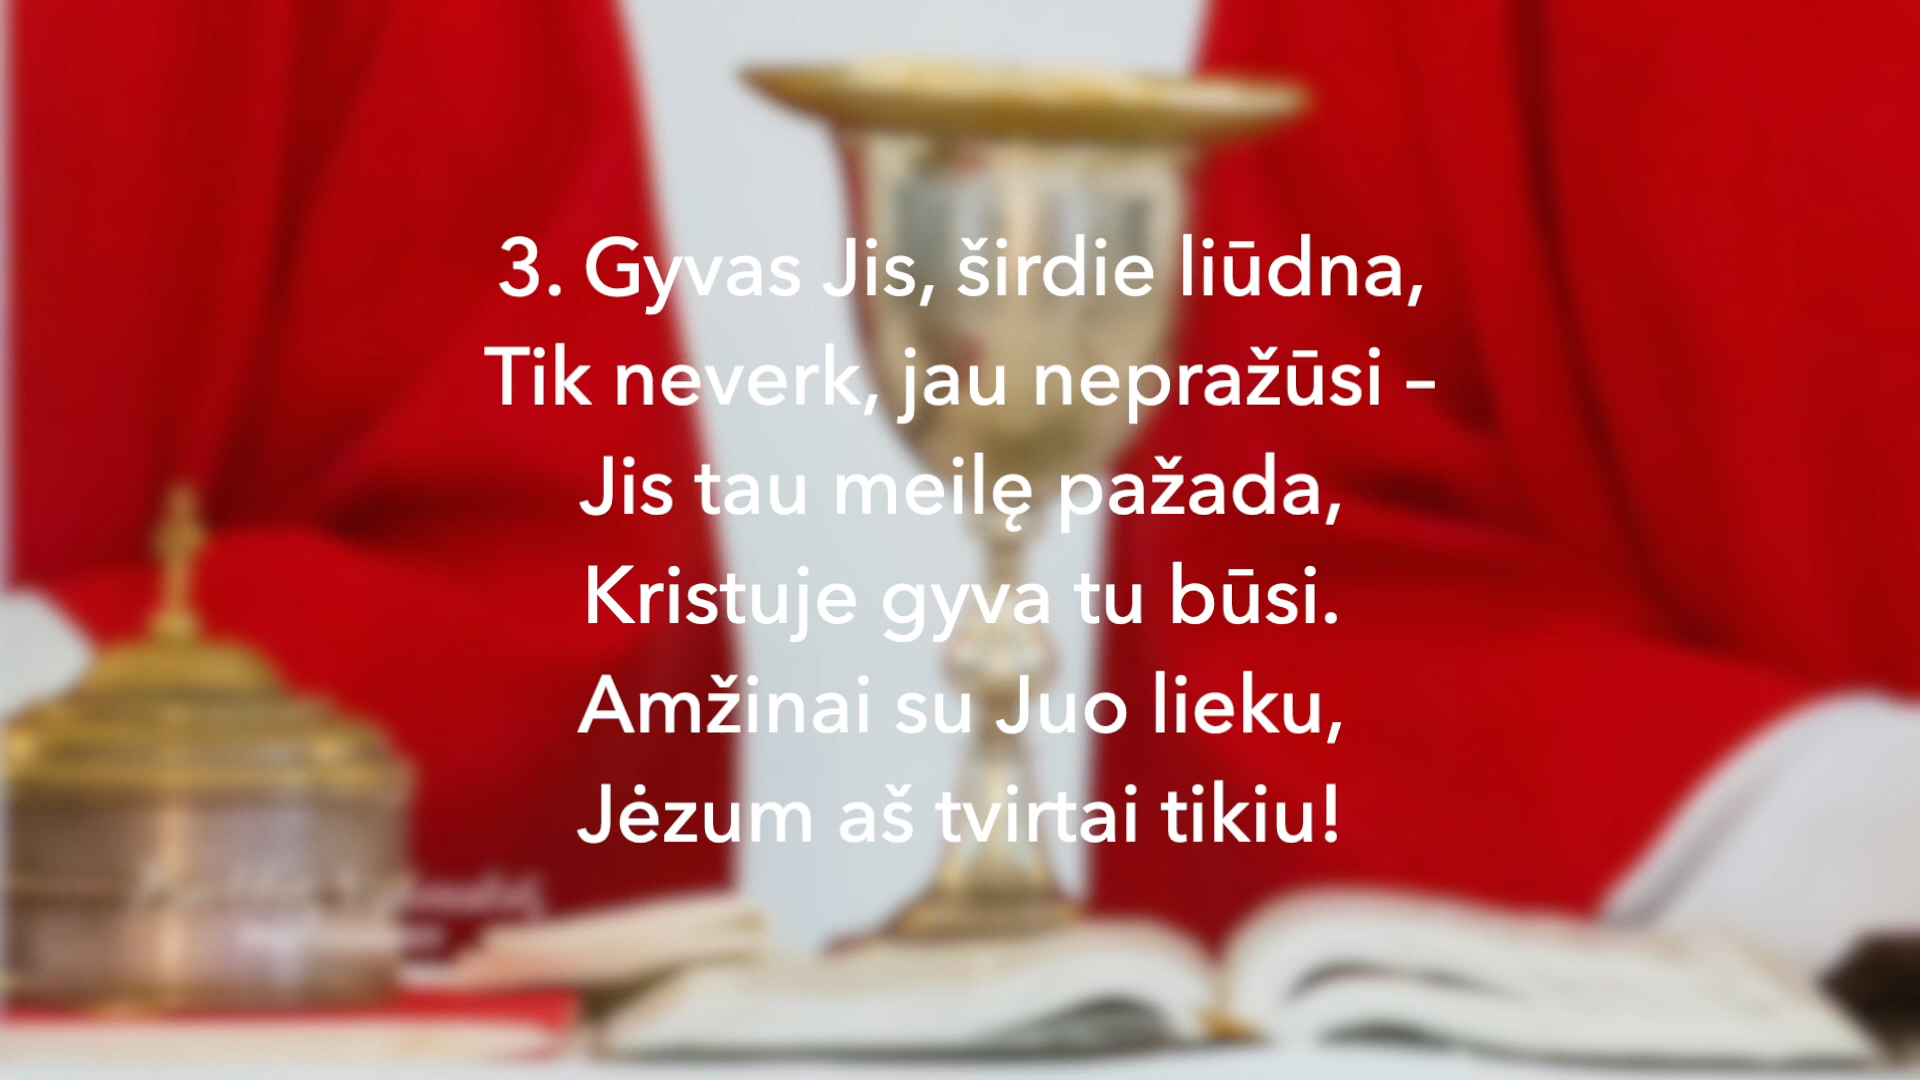 3. Gyvas Jis, širdie liūdna,
Tik neverk, jau nepražūsi –
Jis tau meilę pažada,
Kristuje gyva tu būsi.
Amžinai su Juo lieku,
Jėzum aš tvirtai tikiu!